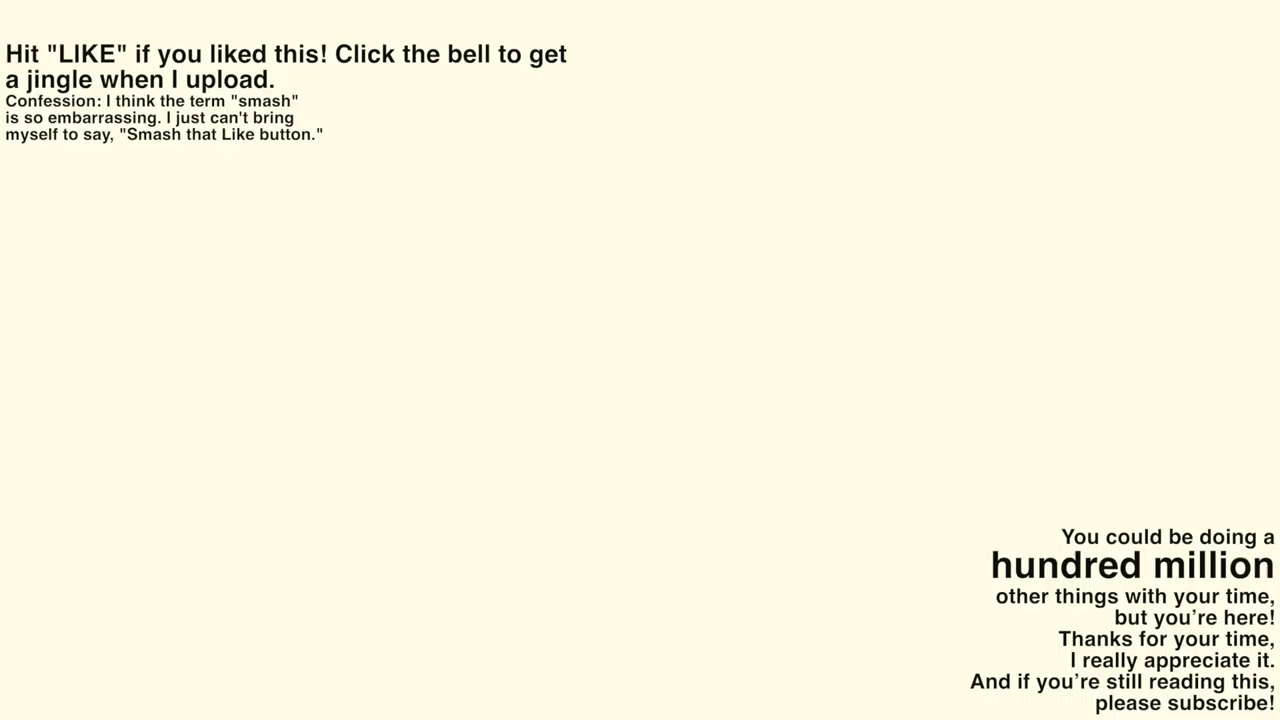 Hit "LIKE" if you liked this! Click the bell to get
a jingle when I upload.
Confession: I think the term "smash"
is so embarrassing. I just can't bring
myself to say, "Smash that Like button."
You could be doing a
hundred million
other things with your time,
but you’re here!
Thanks for your time,
I really appreciate it.
And if you’re still reading this,
please subscribe!